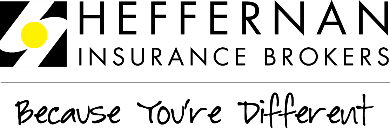 HEFFERNAN
INSURANCE BROKERS
Because You're Different